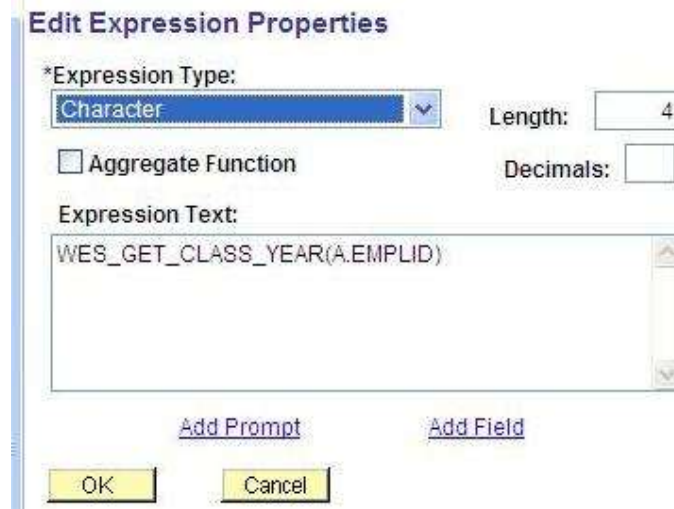 Edit Expression Properties
*Expression Type:
Character
Length: 4
Aggregate Function
Decimals:
Expression Text:
WES_GET_CLASS_YEAR(A.EMPLID)
Add Prompt Add Field
OK Cancel